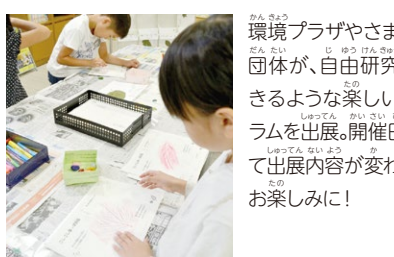 環境プラザやさま
団体が、自由研究
きるような楽しい
ラムを出展。開催日
て出展内容が変わ
お楽しみに!